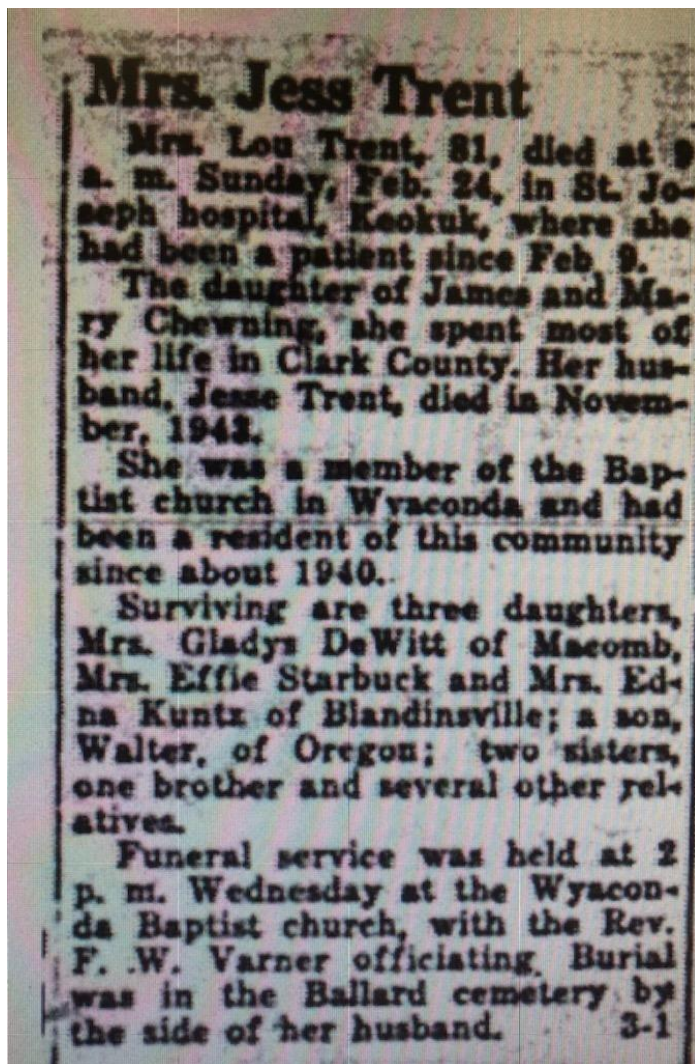 Mrs. Jess Trent
Mrs. Lou Trent, 81, died at 9
a. m. Sunday, Feb. 24, in St. Jo-
seph hospital, Keokuk, where she
had been a patient since Feb. 9.
The daughter of James and Ma-
ry Chewning, she spent most of
her life in Clark County. Her hus-
band, Jesse Trent, died in Novem-
ber, 1943.
She was a member of the Bap-
tist church in Wyaconda and had
been a resident of this community
since about 1940.
Surviving are three daughters,
Mrs. Gladys DeWitt of Macomb,
Mrs. Effie Starbuck and Mrs. Ed-
na Kuntz of Blandinsville; a son,
Walter, of Oregon; two sisters,
one brother and several other rel-
atives.
Funeral service was held at 2
p. m. Wednesday at the Wyacon-
da Baptist church, with the Rev.
F. W. Varner officiating. Burial
was in the Ballard cemetery by
the side of her husband. 3-1